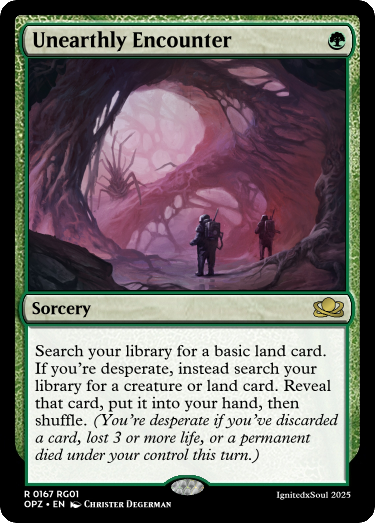 Unearthly Encounter
Sorcery
Search your library for a basic land card.
If you're desperate, instead search your
library for a creature or land card. Reveal
that card, put it into your hand, then
shuffle. (You're desperate if you've discarded
a card, lost 3 or more life, or a permanent
died under your control this turn.)
R 0167 RG01
OPZ • EN Christer Degerman
IgnitedxSoul 2025